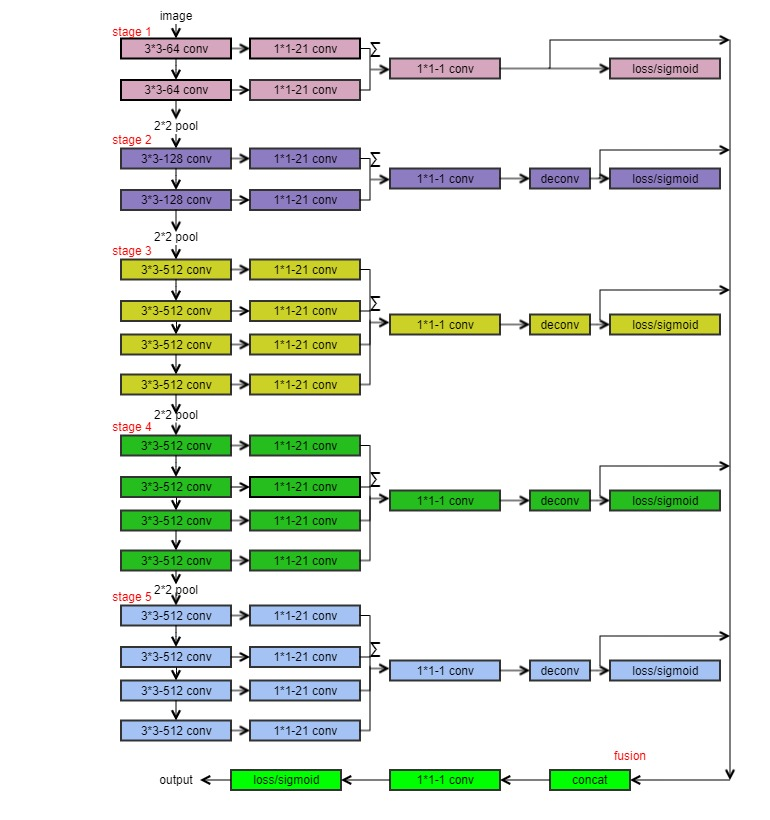 image
stage 1
3*3-64 conv 1*1-21 conv Σ
1*1-1 conv loss/sigmoid
3*3-64 conv 1*1-21 conv
2*2 pool
stage 2
3*3-128 conv 1*1-21 conv Σ
1*1-1 conv deconv loss/sigmoid
3*3-128 conv 1*1-21 conv
2*2 pool
stage 3
3*3-512 conv 1*1-21 conv
Σ
3*3-512 conv 1*1-21 conv
1*1-1 conv deconv loss/sigmoid
3*3-512 conv 1*1-21 conv
3*3-512 conv 1*1-21 conv
2*2 pool
stage 4
3*3-512 conv 1*1-21 conv
Σ
3*3-512 conv 1*1-21 conv
1*1-1 conv deconv loss/sigmoid
3*3-512 conv 1*1-21 conv
3*3-512 conv 1*1-21 conv
2*2 pool
stage 5
3*3-512 conv 1*1-21 conv
Σ
3*3-512 conv 1*1-21 conv
1*1-1 conv deconv loss/sigmoid
3*3-512 conv 1*1-21 conv
3*3-512 conv 1*1-21 conv
fusion
output loss/sigmoid 1*1-1 conv concat